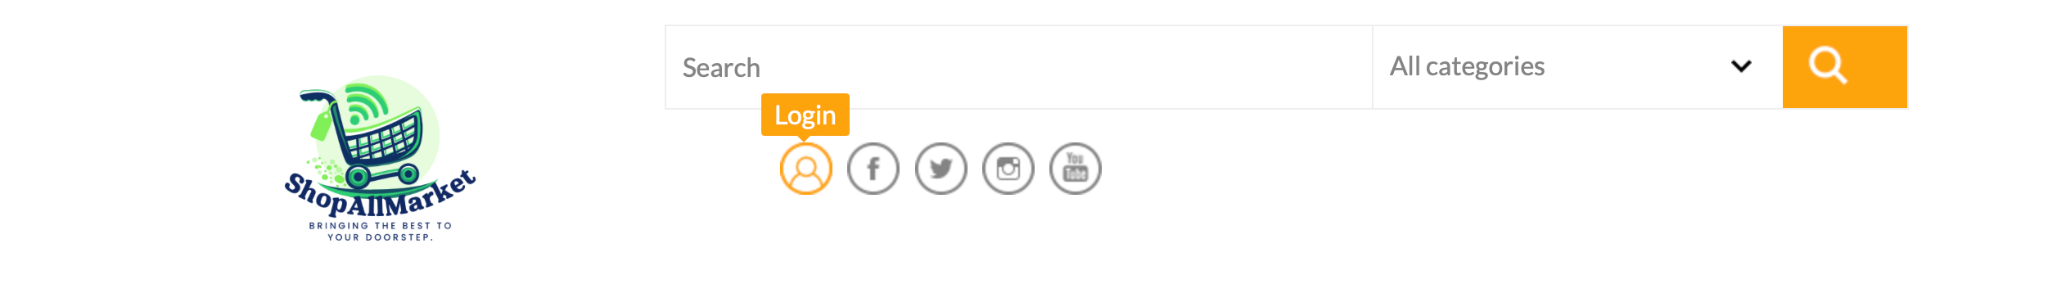 Search
All categories
Login
You
Tube
ShopAllMarket
BRINGING THE BEST TO
YOUR DOORSTEP.